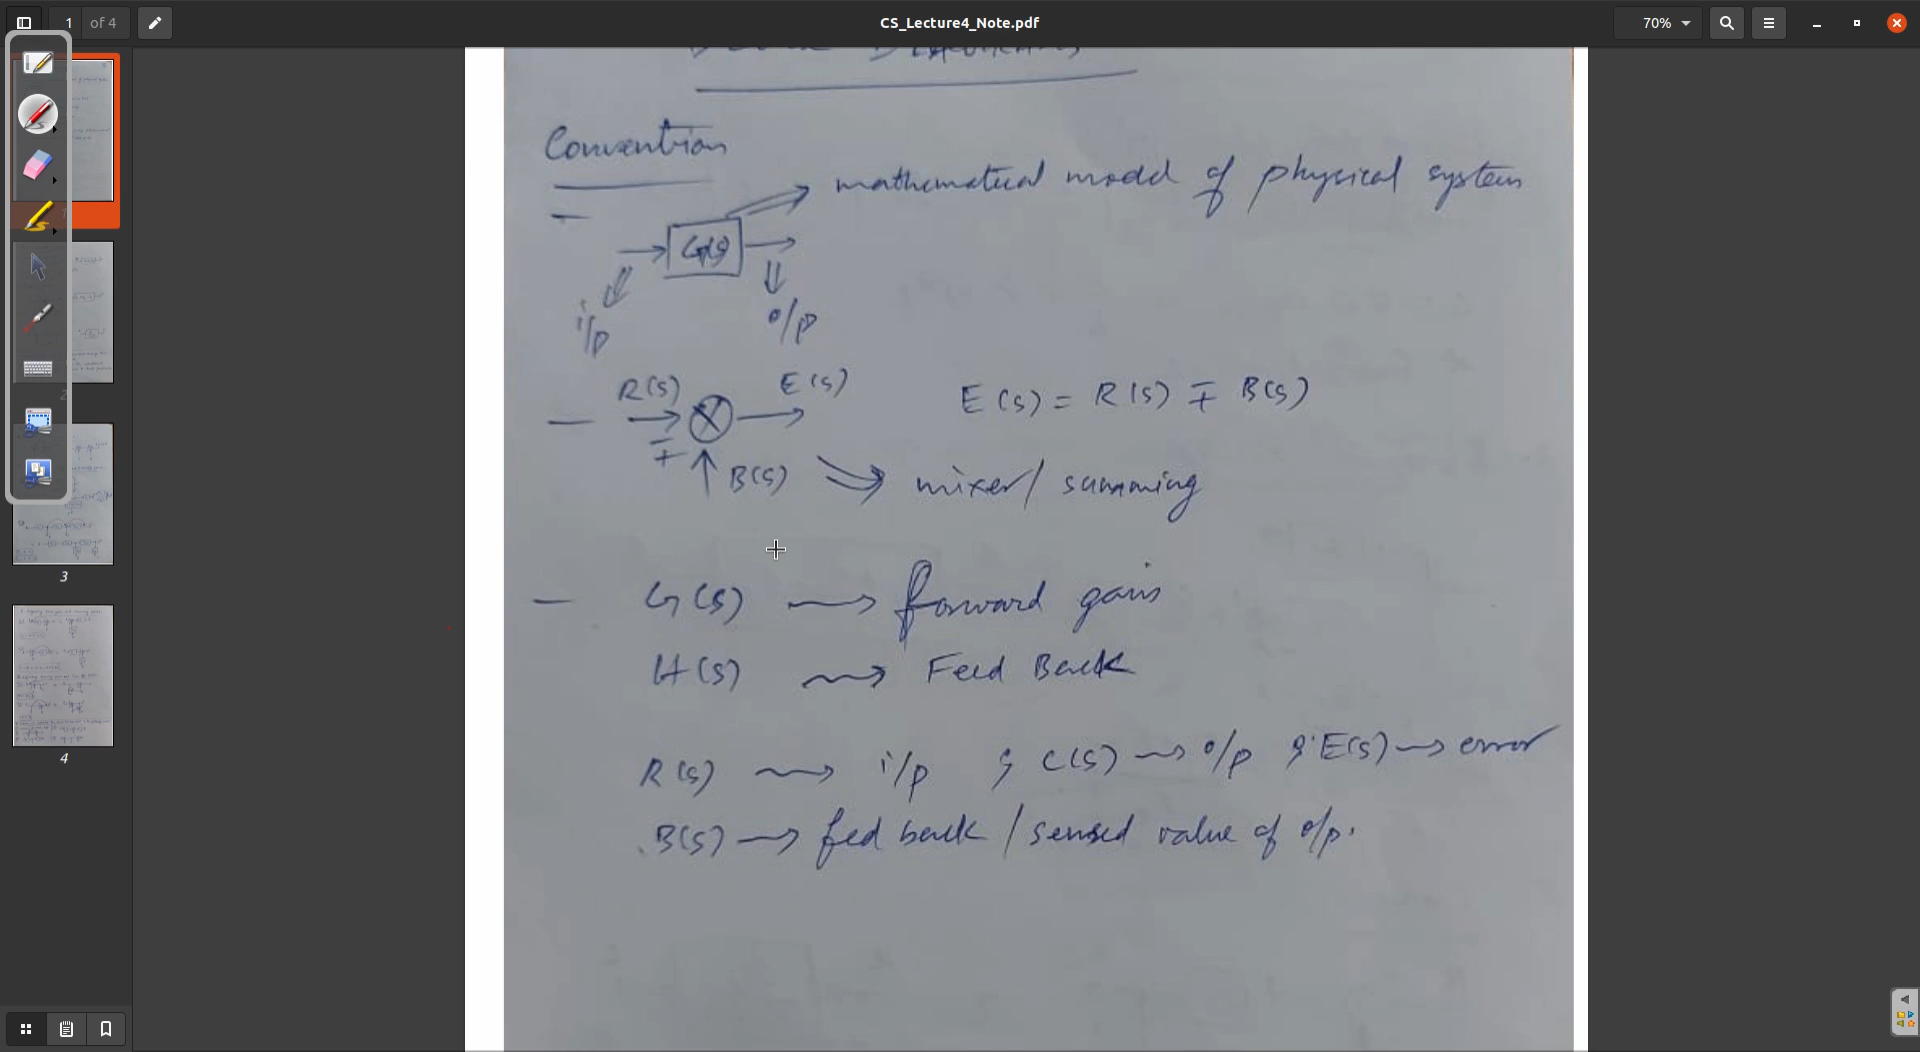 1 of 4
CS_Lecture4_Note.pdf
70%
Convention
mathematical model of physical system
G(s)
i/p
o/p
R(s)
E(s)
E(s) = R(s) ∓ B(s)
∓
B(s)
mixer/ summing
G(s) → forward gain
H(s) → Feed Back
R(s) → i/p ; C(s) → o/p ; E(s) → error
B(s) → fed back / sensed value of o/p.
3
4